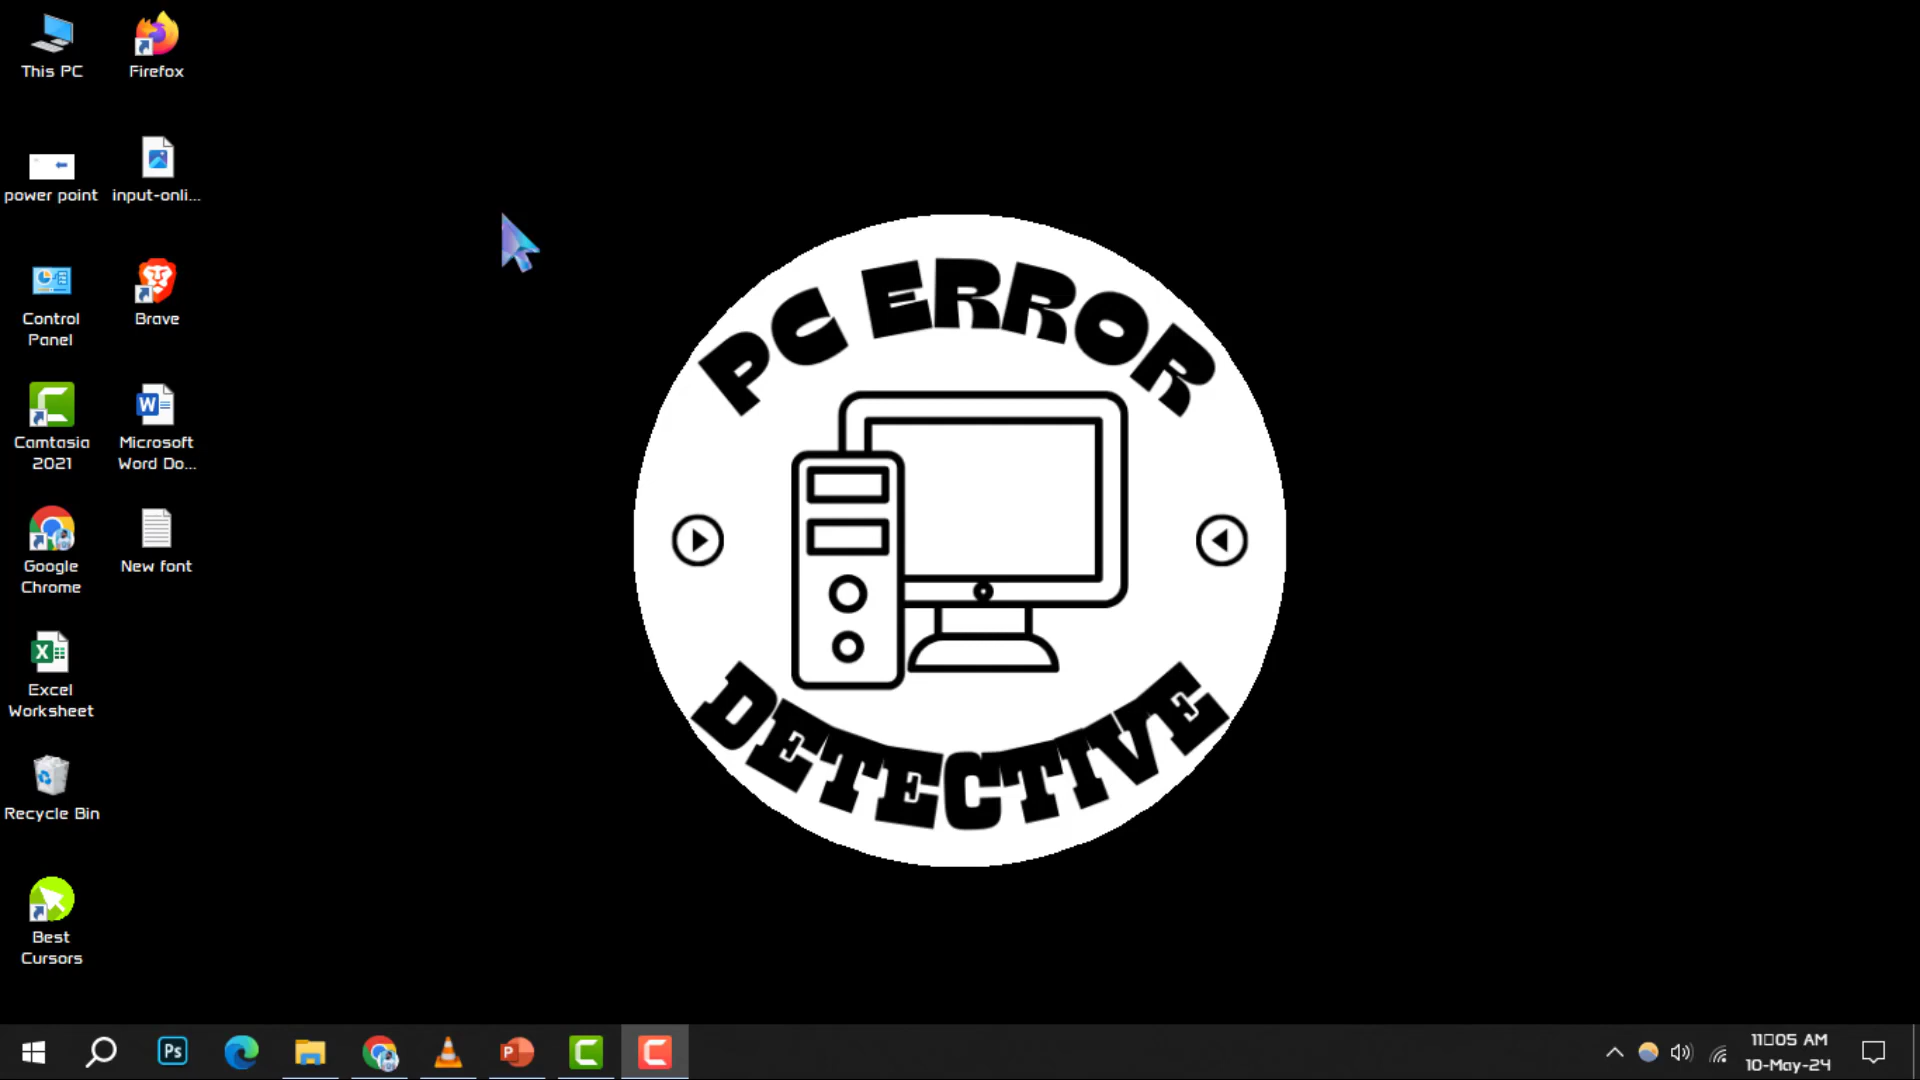 This PC
Firefox
power point
input-onli...
Control
Panel
Brave
Camtasia
2021
Microsoft
Word Do...
Google
Chrome
New font
Excel
Worksheet
Recycle Bin
Best
Cursors
PC ERROR
DETECTIVE
Ps
11□05 AM
10-May-24